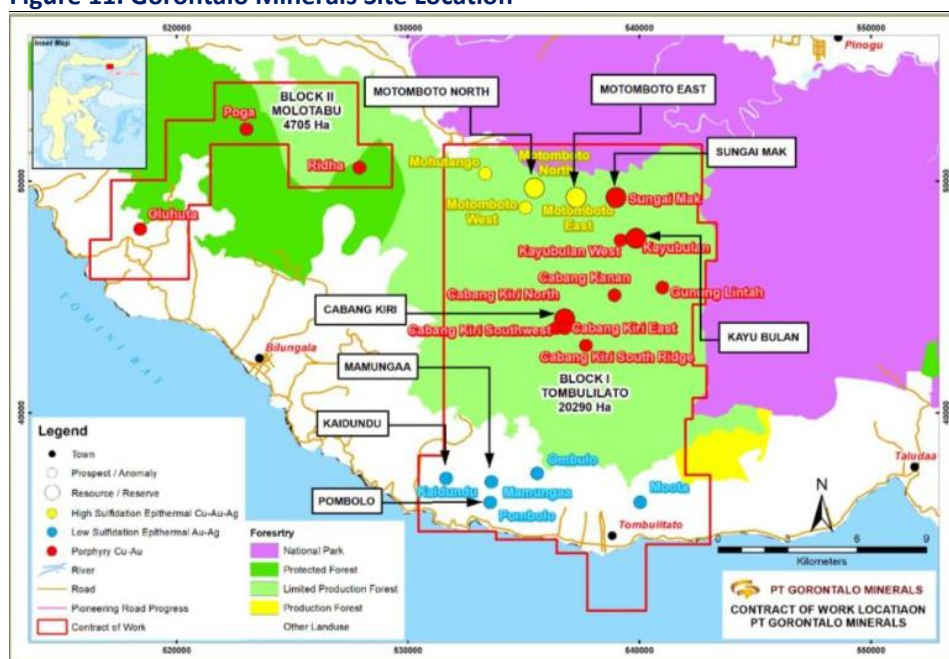 Figure 11. Gorontalo Minerals Site Location
Inset Map
520000
530000
540000
Pinogu
BLOCK II
MOLOTABU
4705 Ha
MOTOMBOTO NORTH
MOTOMBOTO EAST
SUNGAI MAK
Poga
Ridha
Oluhuta
Mohutango
Motomboto
North
Motomboto
West
Motomboto
East
Sungai Mak
Kayubulan West
Kayubulan
Cabang Kanan
Cabang Kiri North
Gunung Lintah
CABANG KIRI
Cabang Kiri Southwest
Cabang Kiri East
Cabang Kiri South Ridge
KAYU BULAN
TOMINI BAY
Bilungala
MAMUNGAA
BLOCK I
TOMBULILATO
20290 Ha
KAIDUNDU
POMBOLO
Kaidundu
Mamungaa
Pombolo
Ombulo
Moota
Tombulilato
Taludaa
N
0
3
6
9
Kilometers
Legend
Town
Prospect / Anomaly
Resource / Reserve
High Sulfidation Epithermal Cu-Au-Ag
Low Sulfidation Epithermal Au-Ag
Porphyry Cu-Au
River
Road
Pioneering Road Progress
Contract of Work
Foresrtry
National Park
Protected Forest
Limited Production Forest
Production Forest
Other Landuse
PT GORONTALO MINERALS
CONTRACT OF WORK LOCATIAON
PT GORONTALO MINERALS
520000
530000
540000
550000